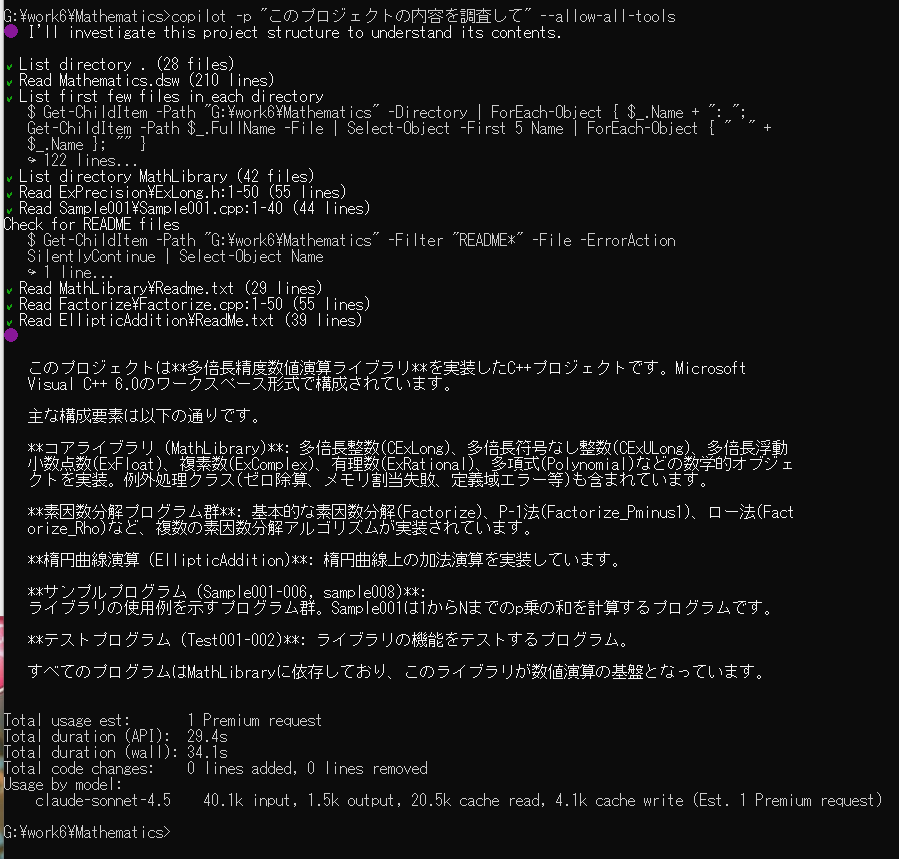 G:¥work6¥Mathematics>copilot -p "このプロジェクトの内容を調査して" --allow-all-tools
I'll investigate this project structure to understand its contents.
List directory . (28 files)
Read Mathematics.dsw (210 lines)
List first few files in each directory
$ Get-ChildItem -Path "G:¥work6¥Mathematics" -Directory | ForEach-Object { $_.Name + ": ";
Get-ChildItem -Path $_.FullName -File | Select-Object -First 5 Name | ForEach-Object { "  " +
$_.Name }; "" }
↪ 122 lines...
List directory MathLibrary (42 files)
Read ExPrecision¥ExLong.h:1-50 (55 lines)
Read Sample001¥Sample001.cpp:1-40 (44 lines)
Check for README files
$ Get-ChildItem -Path "G:¥work6¥Mathematics" -Filter "README*" -File -ErrorAction
SilentlyContinue | Select-Object Name
↪ 1 line...
Read MathLibrary¥Readme.txt (29 lines)
Read Factorize¥Factorize.cpp:1-50 (55 lines)
Read EllipticAddition¥ReadMe.txt (39 lines)
このプロジェクトは**多倍長精度数値演算ライブラリ**を実装したC++プロジェクトです。Microsoft
Visual C++ 6.0のワークスペース形式で構成されています。
主な構成要素は以下の通りです。
**コアライブラリ (MathLibrary)**: 多倍長整数(CExLong)、多倍長符号なし整数(CExULong)、多倍長浮動
小数点数(ExFloat)、複素数(ExComplex)、有理数(ExRational)、多項式(Polynomial)などの数学的オブジェ
クトを実装。例外処理クラス(ゼロ除算、メモリ割当失敗、定義域エラー等)も含まれています。
**素因数分解プログラム群**: 基本的な素因数分解(Factorize)、P-1法(Factorize_Pminus1)、ロー法(Fact
orize_Rho)など、複数の素因数分解アルゴリズムが実装されています。
**楕円曲線演算 (EllipticAddition)**: 楕円曲線上の加法演算を実装しています。
**サンプルプログラム (Sample001-006, sample008)**:
ライブラリの使用例を示すプログラム群。Sample001は1からNまでのp乗の和を計算するプログラムです。
**テストプログラム (Test001-002)**: ライブラリの機能をテストするプログラム。
すべてのプログラムはMathLibraryに依存しており、このライブラリが数値演算の基盤となっています。
Total usage est:       1 Premium request
Total duration (API):  29.4s
Total duration (wall): 34.1s
Total code changes:    0 lines added, 0 lines removed
Usage by model:
claude-sonnet-4.5    40.1k input, 1.5k output, 20.5k cache read, 4.1k cache write (Est. 1 Premium request)
G:¥work6¥Mathematics>